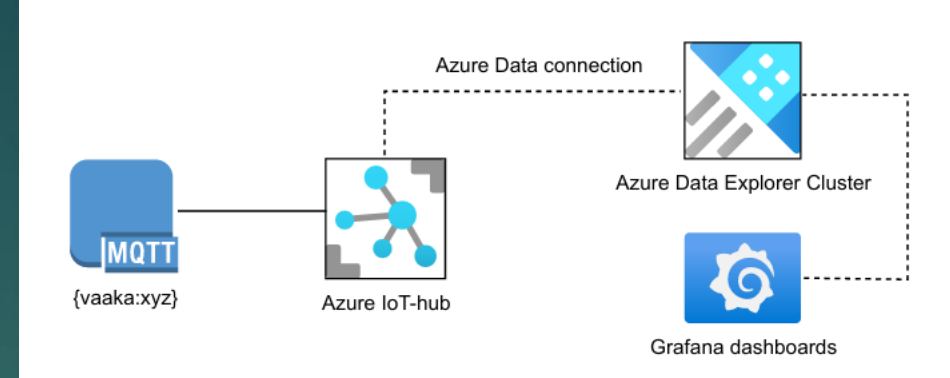 Azure Data connection
Azure Data Explorer Cluster
MQTT
{vaaka:xyz}
Azure IoT-hub
Grafana dashboards